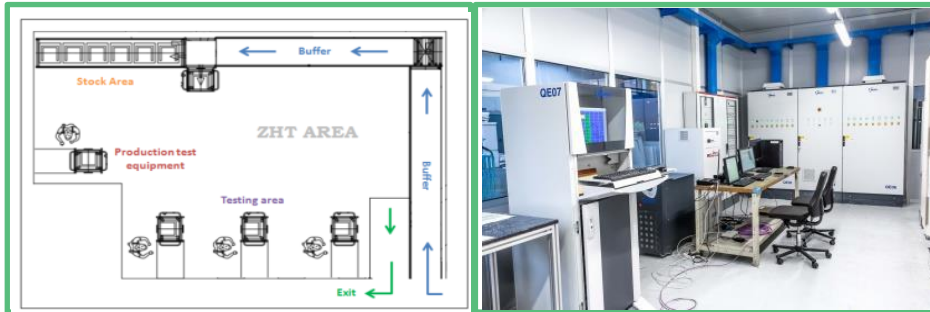 Buffer
Stock Area
ZHT AREA
Production test
equipment
Buffer
Testing area
Exit
QE07